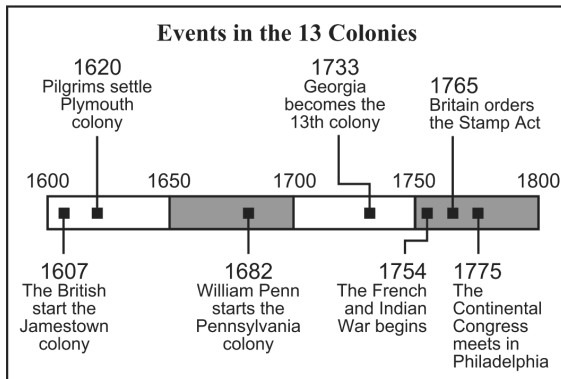 Events in the 13 Colonies
1620
Pilgrims settle
Plymouth
colony
1733
Georgia
becomes the
13th colony
1765
Britain orders
the Stamp Act
1600
1650
1700
1750
1800
1607
The British
start the
Jamestown
colony
1682
William Penn
starts the
Pennsylvania
colony
1754
The French
and Indian
War begins
1775
The
Continental
Congress
meets in
Philadelphia